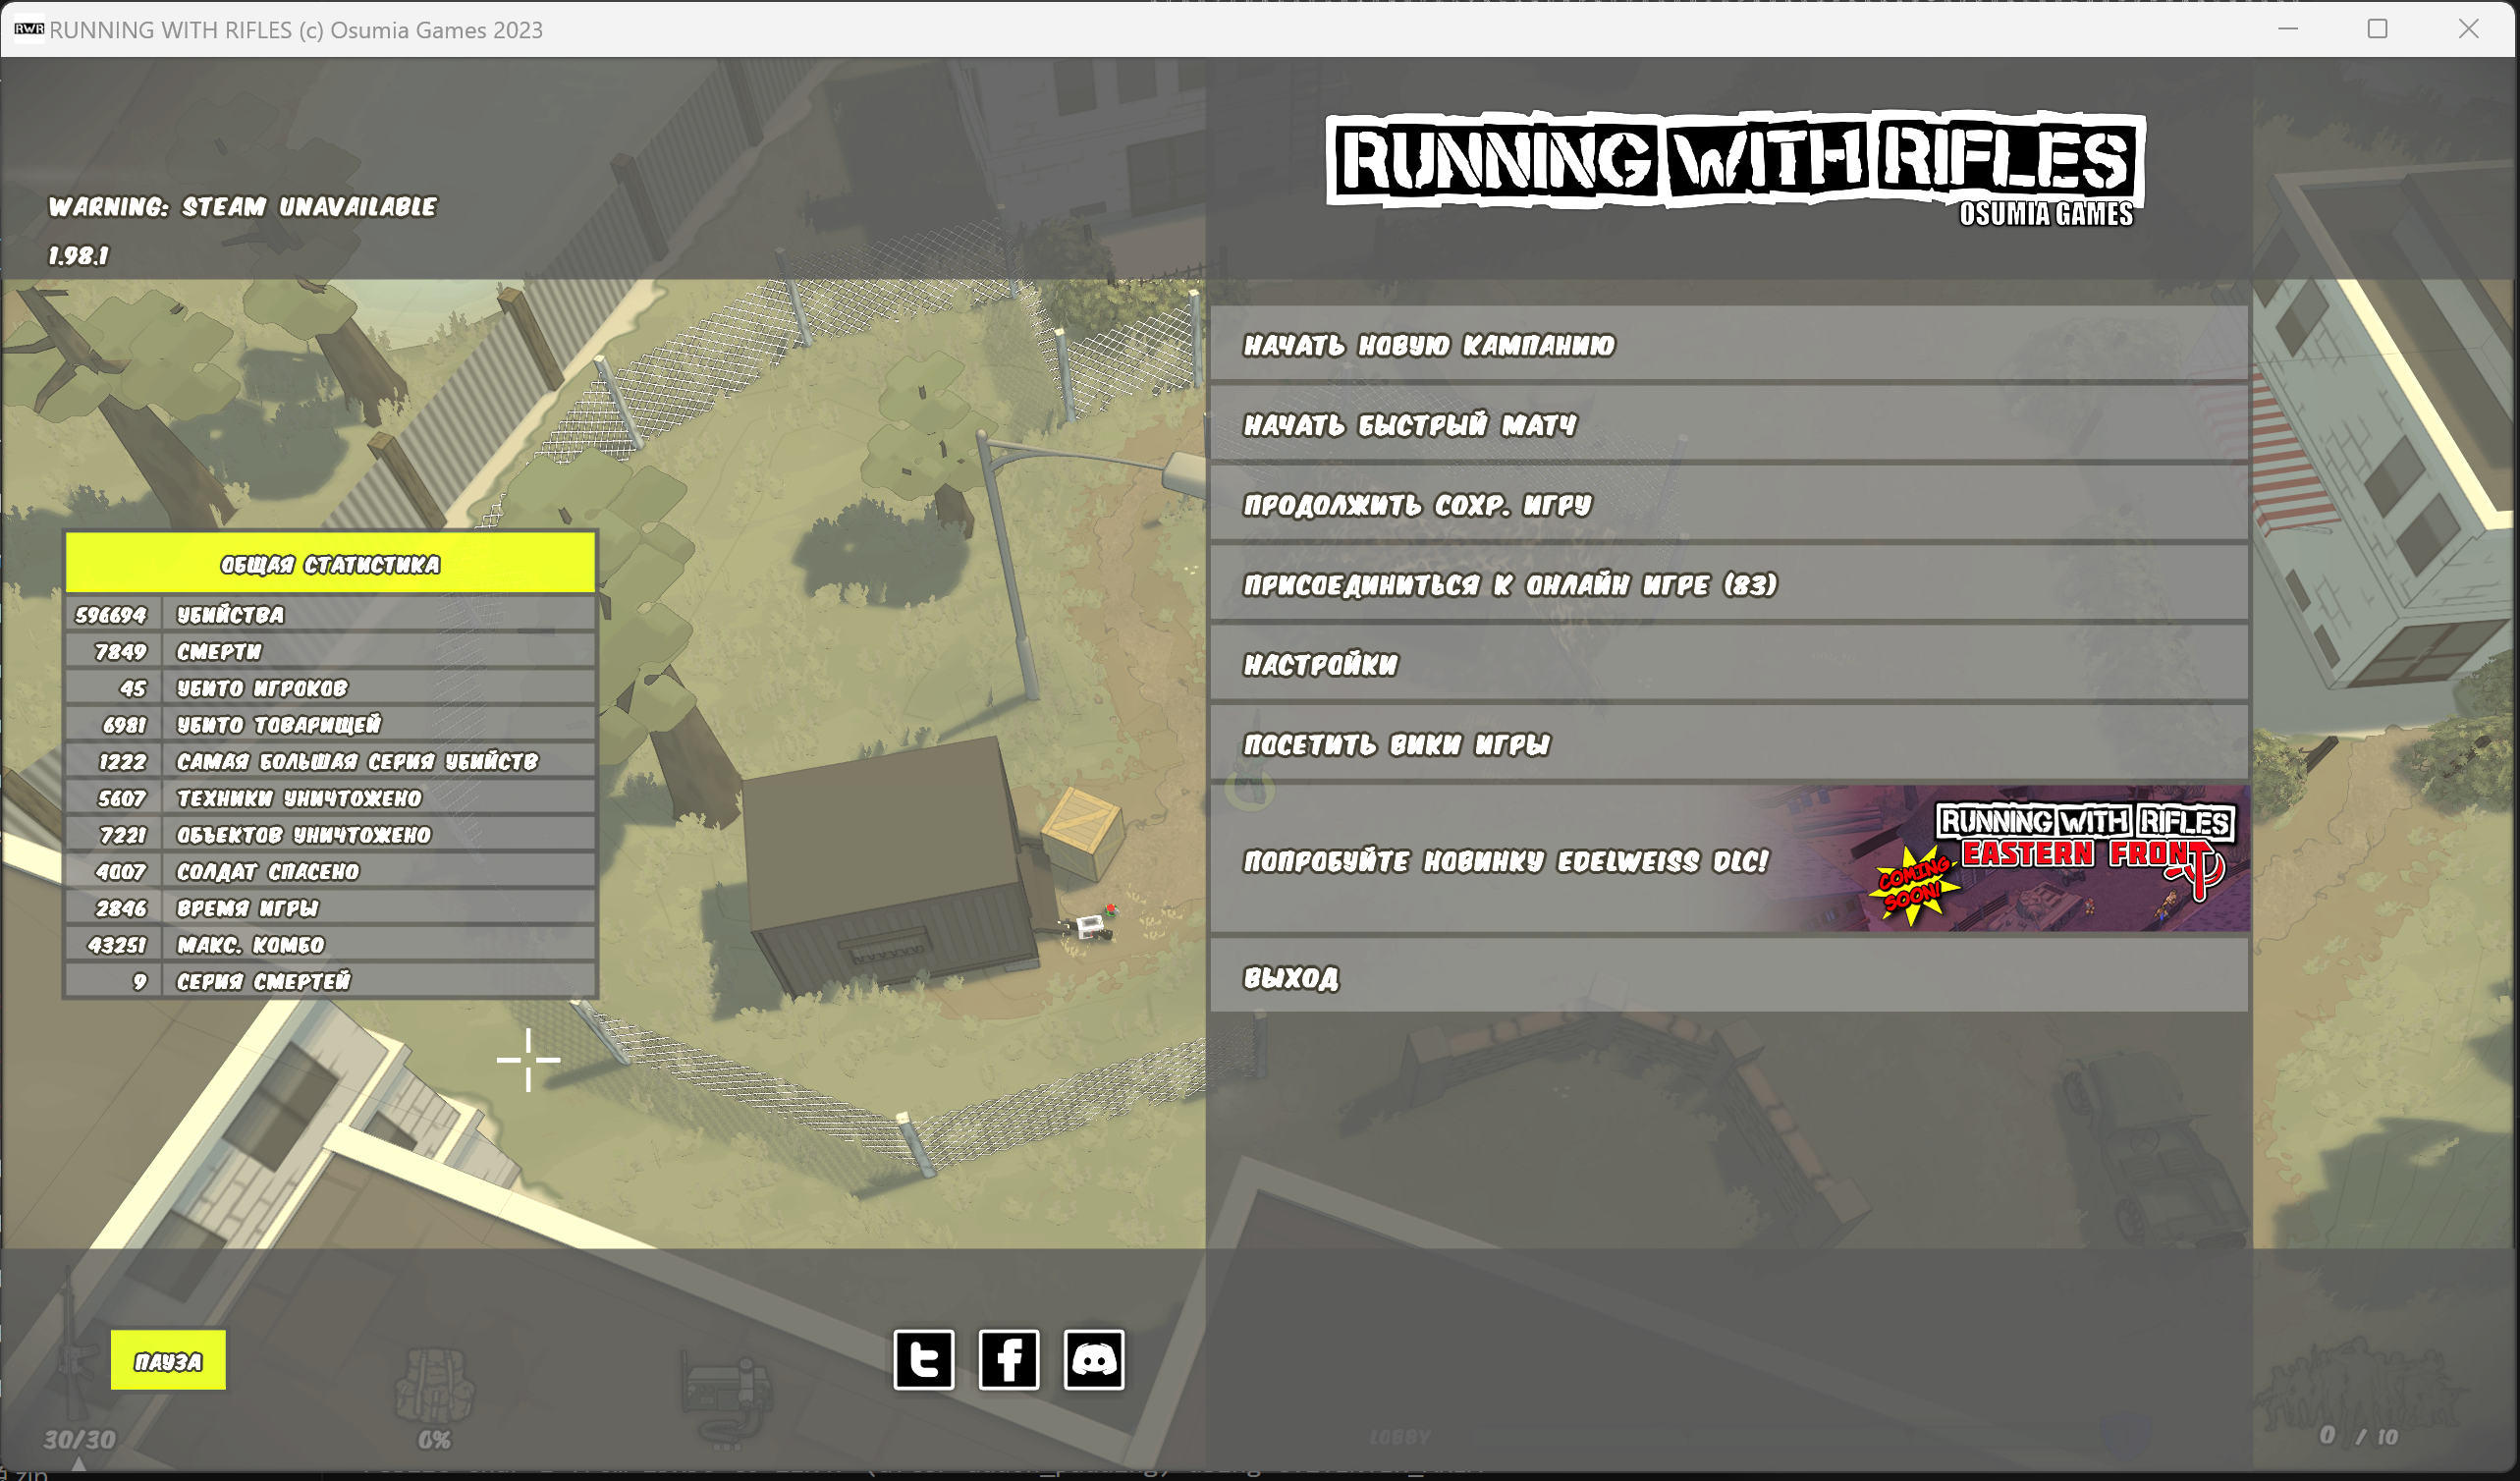 RWR RUNNING WITH RIFLES (c) Osumia Games 2023
RUNNING WITH RIFLES
OSUMIA GAMES
WARNING: STEAM UNAVAILABLE
1.98.1
НАЧАТЬ НОВУЮ КАМПАНИЮ
НАЧАТЬ БЫСТРЫЙ МАТЧ
ПРОДОЛЖИТЬ СОХР. ИГРУ
ПРИСОЕДИНИТЬСЯ К ОНЛАЙН ИГРЕ (83)
НАСТРОЙКИ
ПОСЕТИТЬ ВИКИ ИГРЫ
ПОПРОБУЙТЕ НОВИНКУ EDELWEISS DLC!
RUNNING WITH RIFLES
EASTERN FRONT
COMING SOON!
ВЫХОД
ОБЩАЯ СТАТИСТИКА
596694 УБИЙСТВА
7849 СМЕРТИ
45 УБИТО ИГРОКОВ
6981 УБИТО ТОВАРИЩЕЙ
1222 САМАЯ БОЛЬШАЯ СЕРИЯ УБИЙСТВ
5607 ТЕХНИКИ УНИЧТОЖЕНО
7221 ОБЪЕКТОВ УНИЧТОЖЕНО
4007 СОЛДАТ СПАСЕНО
2846 ВРЕМЯ ИГРЫ
43251 МАКС. КОМБО
9 СЕРИЯ СМЕРТЕЙ
ПАУЗА
30/30
0%
LOBBY
0 / 10